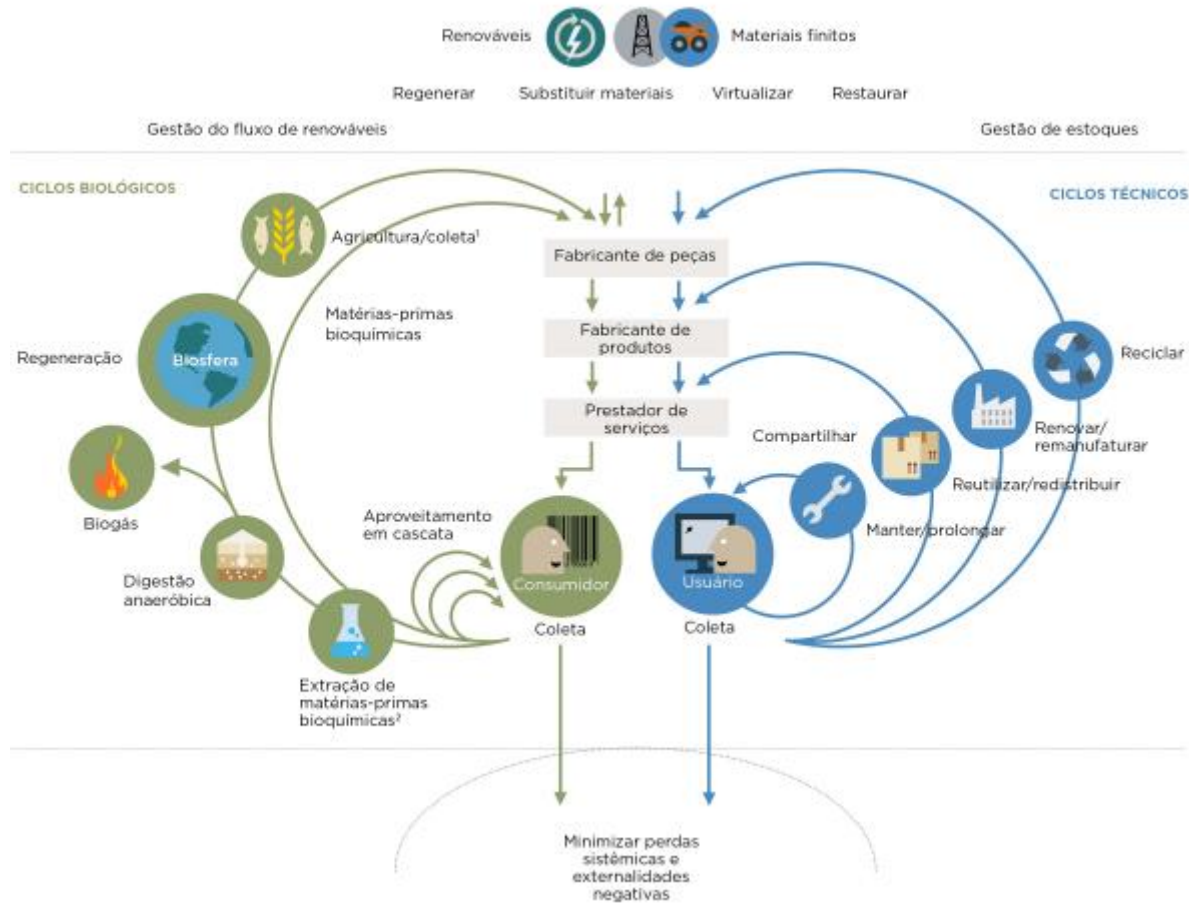 Renováveis
Materiais finitos
Regenerar
Substituir materiais
Virtualizar
Restaurar
Gestão do fluxo de renováveis
Gestão de estoques
CICLOS BIOLÓGICOS
CICLOS TÉCNICOS
Agricultura/coleta¹
Fabricante de peças
Matérias-primas
bioquímicas
Fabricante de
produtos
Regeneração
Biosfera
Reciclar
Prestador de
serviços
Compartilhar
Renovar/
remanufaturar
Reutilizar/redistribuir
Biogás
Aproveitamento
em cascata
Manter/prolongar
Consumidor
Usuário
Digestão
anaeróbica
Coleta
Coleta
Extração de
matérias-primas
bioquímicas²
Minimizar perdas
sistêmicas e
externalidades
negativas